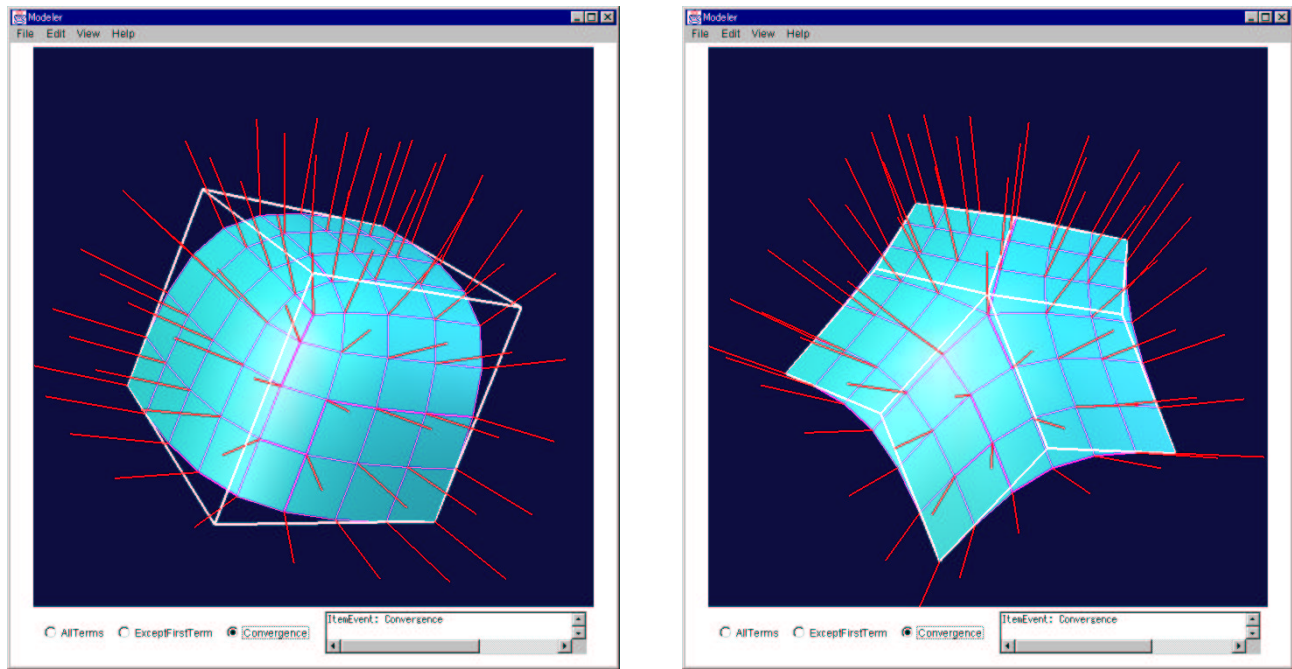 Modeler
File Edit View Help
AllTerms ExceptFirstTerm Convergence
ItemEvent: Convergence
Modeler
File Edit View Help
AllTerms ExceptFirstTerm Convergence
ItemEvent: Convergence